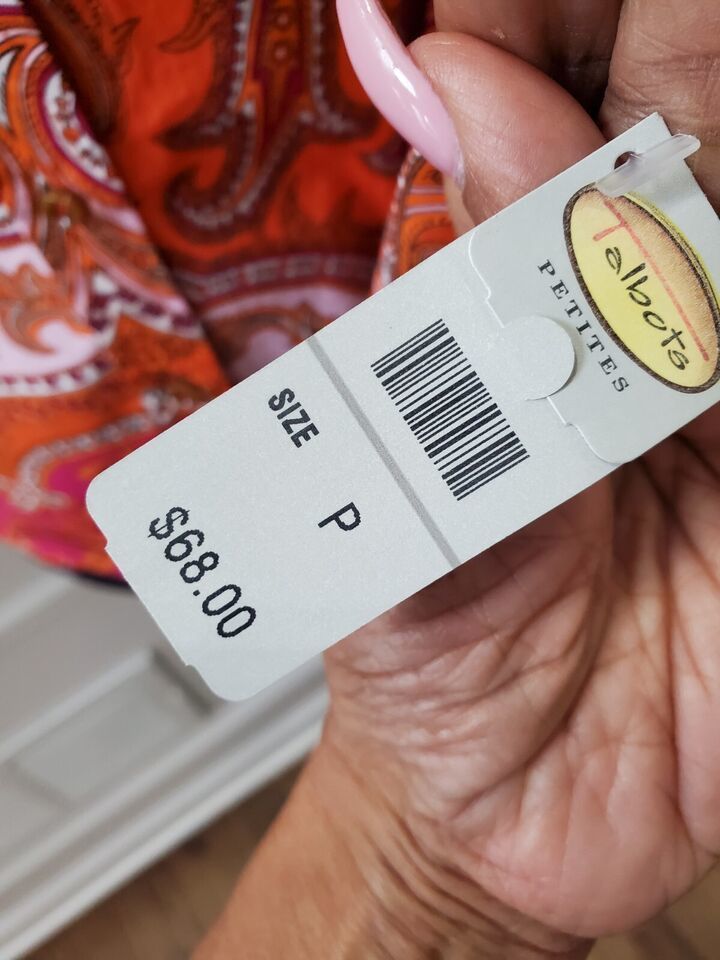 Talbots
PETITES
SIZE
P
$68.00